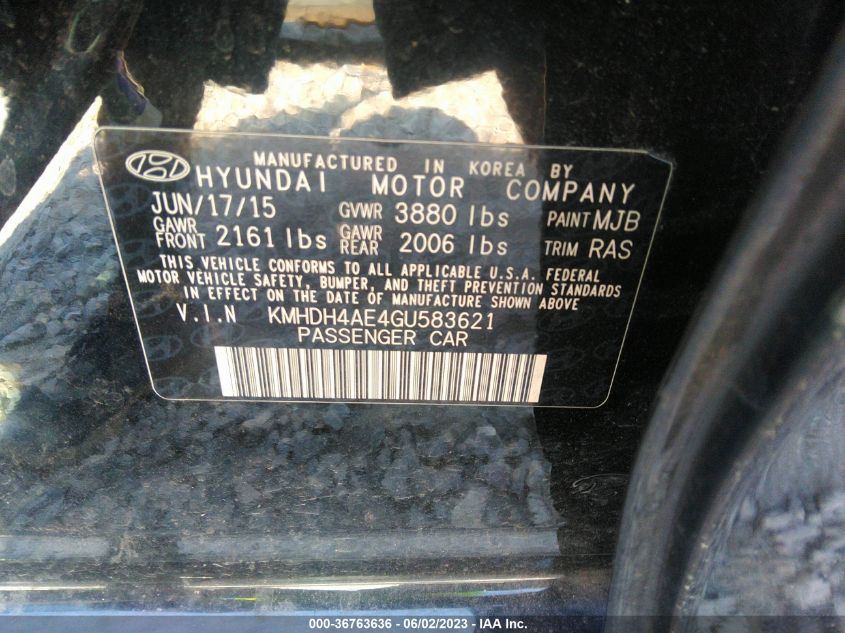 MANUFACTURED IN KOREA BY
HYUNDAI MOTOR COMPANY
JUN/17/15 GVWR 3880 lbs PAINT MJB
GAWR FRONT 2161 lbs GAWR REAR 2006 lbs TRIM RAS
THIS VEHICLE CONFORMS TO ALL APPLICABLE U.S.A. FEDERAL
MOTOR VEHICLE SAFETY, BUMPER, AND THEFT PREVENTION STANDARDS
IN EFFECT ON THE DATE OF MANUFACTURE SHOWN ABOVE
V.I.N KMHDH4AE4GU583621
PASSENGER CAR
000-36763636 - 06/02/2023 - IAA Inc.